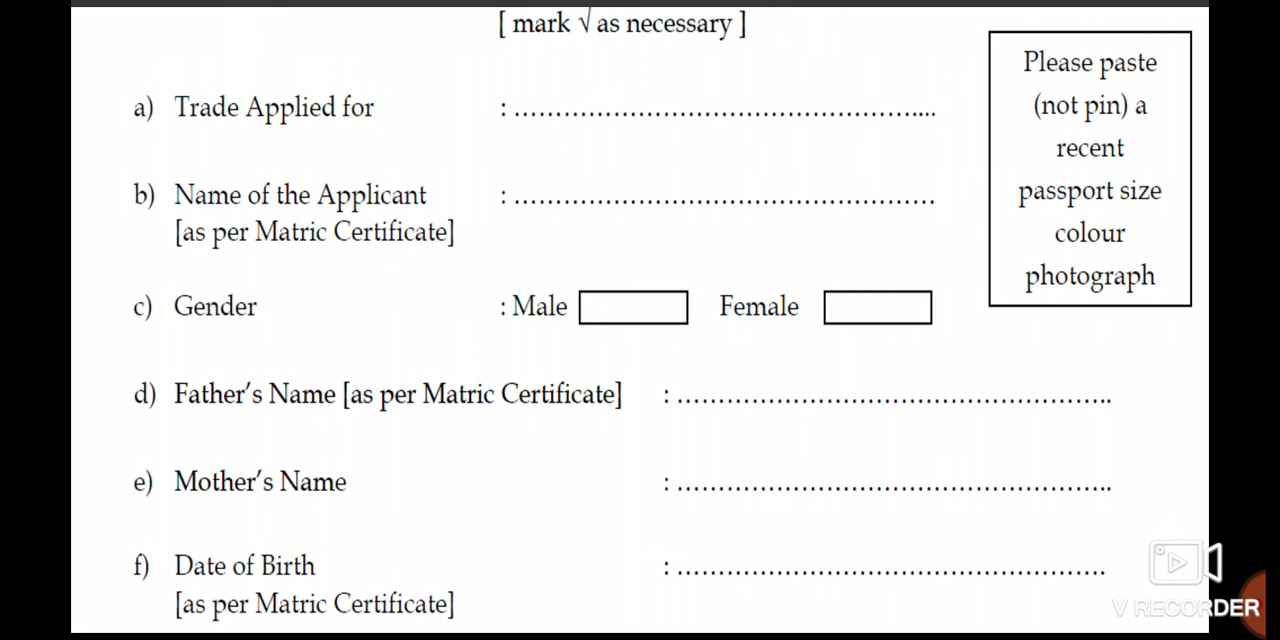 [ mark √ as necessary ]
Please paste
(not pin) a
recent
passport size
colour
photograph
a) Trade Applied for : ………………………………………….....
b) Name of the Applicant : ……………………………………………
[as per Matric Certificate]
c) Gender : Male Female
d) Father’s Name [as per Matric Certificate] : ……………………………………………..
e) Mother’s Name : ……………………………………………..
f) Date of Birth : …………………………………………….
[as per Matric Certificate]
V RECORDER